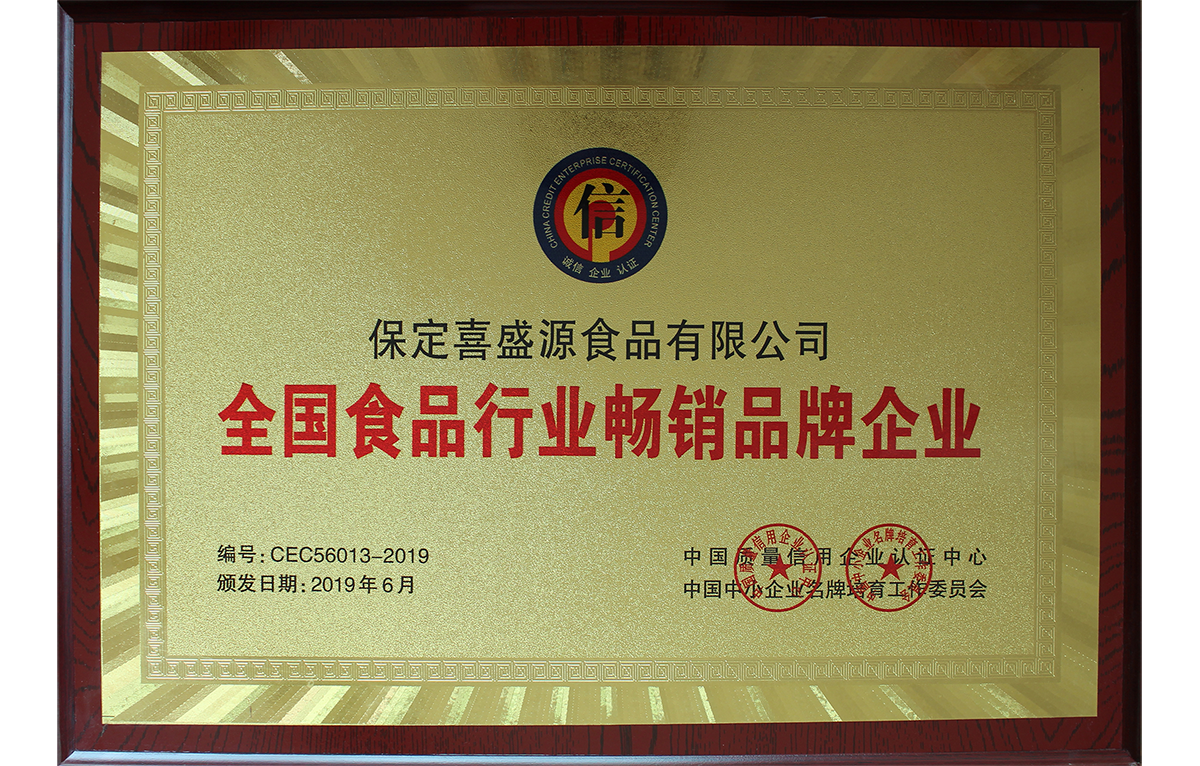 CHINA CREDIT ENTERPRISE CERTIFICATION CENTER
信
诚信 企业 认证
保定喜盛源食品有限公司
全国食品行业畅销品牌企业
编号:CEC56013-2019
颁发日期:2019年6月
中国质量信用企业认证中心
中国中小企业名牌培育工作委员会